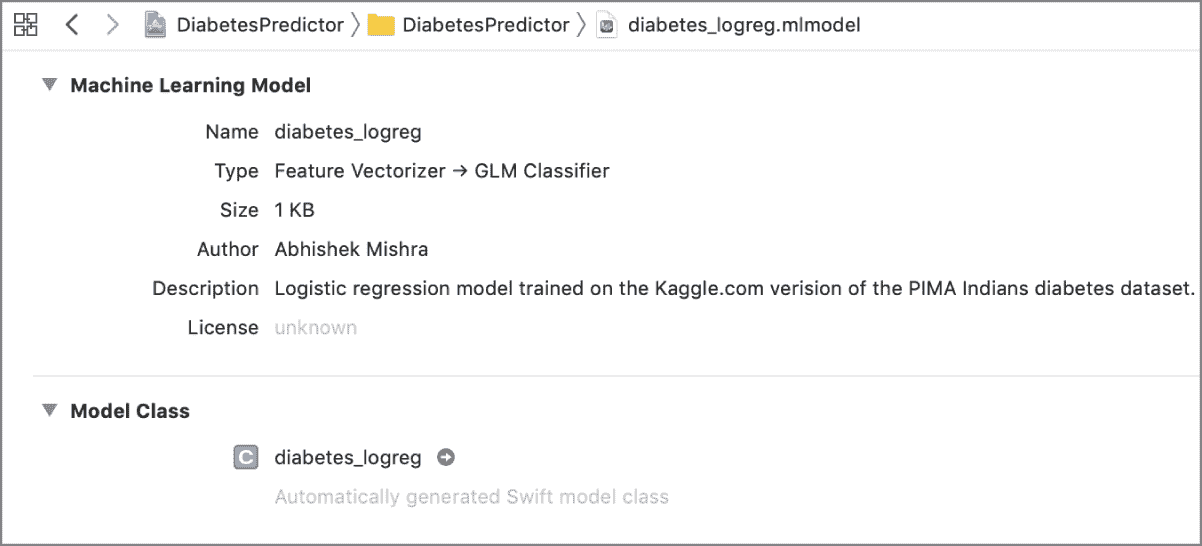 DiabetesPredictor DiabetesPredictor diabetes_logreg.mlmodel
Machine Learning Model
Name diabetes_logreg
Type Feature Vectorizer → GLM Classifier
Size 1 KB
Author Abhishek Mishra
Description Logistic regression model trained on the Kaggle.com verision of the PIMA Indians diabetes dataset.
License unknown
Model Class
C diabetes_logreg
Automatically generated Swift model class